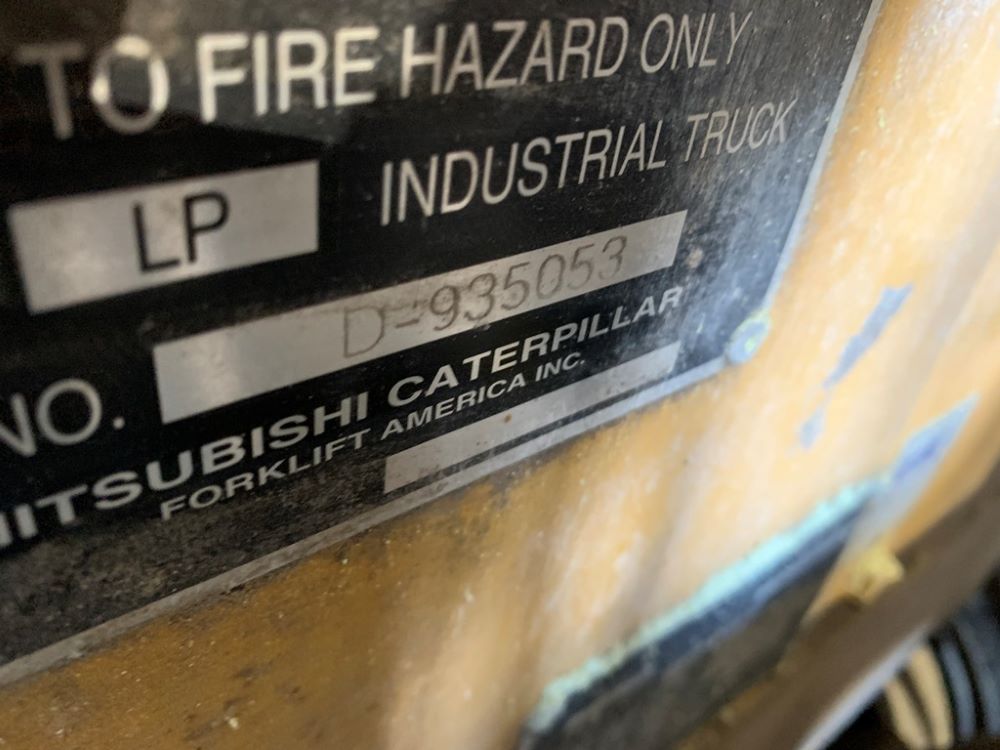 TO FIRE HAZARD ONLY
LP INDUSTRIAL TRUCK
NO. D-935053
MITSUBISHI CATERPILLAR
FORKLIFT AMERICA INC.